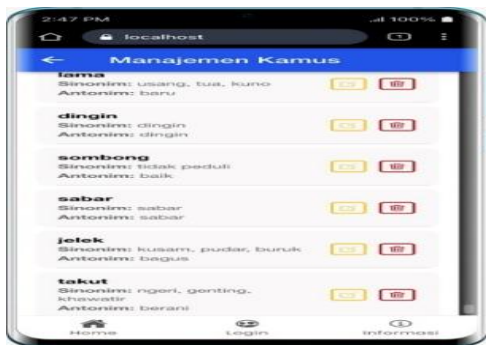 2:47 PM
100%
localhost
1
Manajemen Kamus
lama
Sinonim: usang, tua, kuno
Antonim: baru
dingin
Sinonim: dingin
Antonim: dingin
sombong
Sinonim: tidak peduli
Antonim: baik
sabar
Sinonim: sabar
Antonim: sabar
jelek
Sinonim: kusam, pudar, buruk
Antonim: bagus
takut
Sinonim: ngeri, genting,
khawatir
Antonim: berani
Home Login Informasi